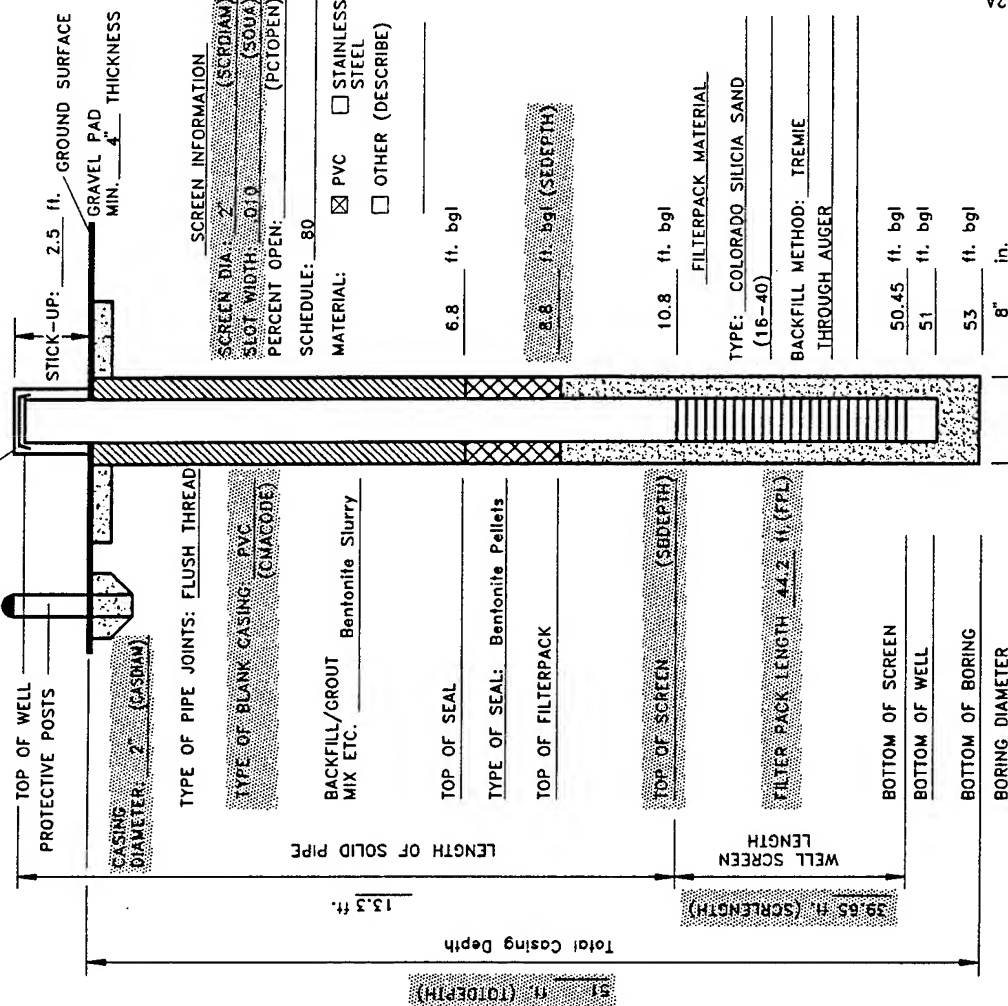 TOP OF WELL
PROTECTIVE POSTS
STICK-UP: 2.5 ft.
GROUND SURFACE
GRAVEL PAD
MIN. 4" THICKNESS
CASING
DIAMETER: 2" (CASDIAM)
TYPE OF PIPE JOINTS: FLUSH THREAD
TYPE OF BLANK CASING: PVC
(CMACODE)
BACKFILL/GROUT
MIX ETC. Bentonite Slurry
TOP OF SEAL
TYPE OF SEAL: Bentonite Pellets
TOP OF FILTERPACK
TOP OF SCREEN (SBDEPTH)
FILTER PACK LENGTH 44.2 ft.(FPL)
BOTTOM OF SCREEN
BOTTOM OF WELL
BOTTOM OF BORING
BORING DIAMETER
SCREEN INFORMATION
SCREEN DIA: 2" (SCRDIAM)
SLOT WIDTH: .010 (SOUA)
PERCENT OPEN: (PCTOPEN)
SCHEDULE: 80
MATERIAL: ☒ PVC ☐ STAINLESS
STEEL
☐ OTHER (DESCRIBE)
6.8 ft. bgl
8.8 ft. bgl (SEDEPTH)
10.8 ft. bgl
FILTERPACK MATERIAL
TYPE: COLORADO SILICIA SAND
(16-40)
BACKFILL METHOD: TREMIE
THROUGH AUGER
50.45 ft. bgl
51 ft. bgl
53 ft. bgl
8" in.
LENGTH OF SOLID PIPE
13.3 ft.
WELL SCREEN
LENGTH
39.65 ft (SCRLENGTH)
Total Casing Depth
51 ft. (TOTDEPTH)